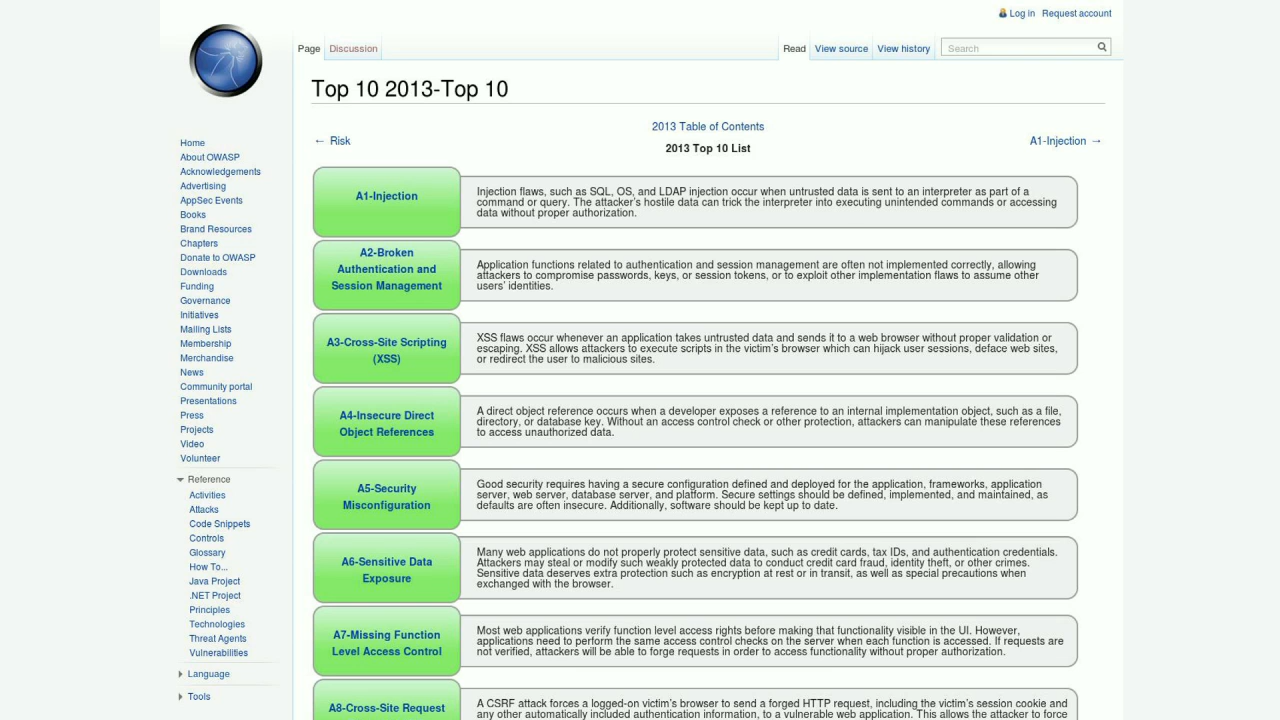 Log in Request account
Page Discussion Read View source View history Search
Top 10 2013-Top 10
2013 Table of Contents
← Risk A1-Injection →
2013 Top 10 List
Home
About OWASP
Acknowledgements
Advertising
AppSec Events
Books
Brand Resources
Chapters
Donate to OWASP
Downloads
Funding
Governance
Initiatives
Mailing Lists
Membership
Merchandise
News
Community portal
Presentations
Press
Projects
Video
Volunteer
Reference
Activities
Attacks
Code Snippets
Controls
Glossary
How To...
Java Project
.NET Project
Principles
Technologies
Threat Agents
Vulnerabilities
Language
Tools
A1-Injection
Injection flaws, such as SQL, OS, and LDAP injection occur when untrusted data is sent to an interpreter as part of a
command or query. The attacker's hostile data can trick the interpreter into executing unintended commands or accessing
data without proper authorization.
A2-Broken
Authentication and
Session Management
Application functions related to authentication and session management are often not implemented correctly, allowing
attackers to compromise passwords, keys, or session tokens, or to exploit other implementation flaws to assume other
users' identities.
A3-Cross-Site Scripting
(XSS)
XSS flaws occur whenever an application takes untrusted data and sends it to a web browser without proper validation or
escaping. XSS allows attackers to execute scripts in the victim's browser which can hijack user sessions, deface web sites,
or redirect the user to malicious sites.
A4-Insecure Direct
Object References
A direct object reference occurs when a developer exposes a reference to an internal implementation object, such as a file,
directory, or database key. Without an access control check or other protection, attackers can manipulate these references
to access unauthorized data.
A5-Security
Misconfiguration
Good security requires having a secure configuration defined and deployed for the application, frameworks, application
server, web server, database server, and platform. Secure settings should be defined, implemented, and maintained, as
defaults are often insecure. Additionally, software should be kept up to date.
A6-Sensitive Data
Exposure
Many web applications do not properly protect sensitive data, such as credit cards, tax IDs, and authentication credentials.
Attackers may steal or modify such weakly protected data to conduct credit card fraud, identity theft, or other crimes.
Sensitive data deserves extra protection such as encryption at rest or in transit, as well as special precautions when
exchanged with the browser.
A7-Missing Function
Level Access Control
Most web applications verify function level access rights before making that functionality visible in the UI. However,
applications need to perform the same access control checks on the server when each function is accessed. If requests are
not verified, attackers will be able to forge requests in order to access functionality without proper authorization.
A8-Cross-Site Request
A CSRF attack forces a logged-on victim's browser to send a forged HTTP request, including the victim's session cookie and
any other automatically included authentication information, to a vulnerable web application. This allows the attacker to force